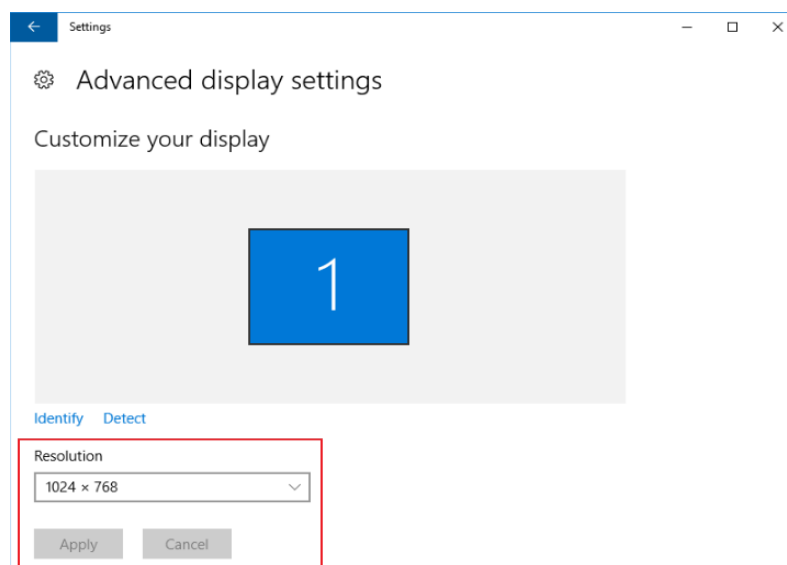 Settings
Advanced display settings
Customize your display
1
Identify Detect
Resolution
1024 × 768
Apply Cancel